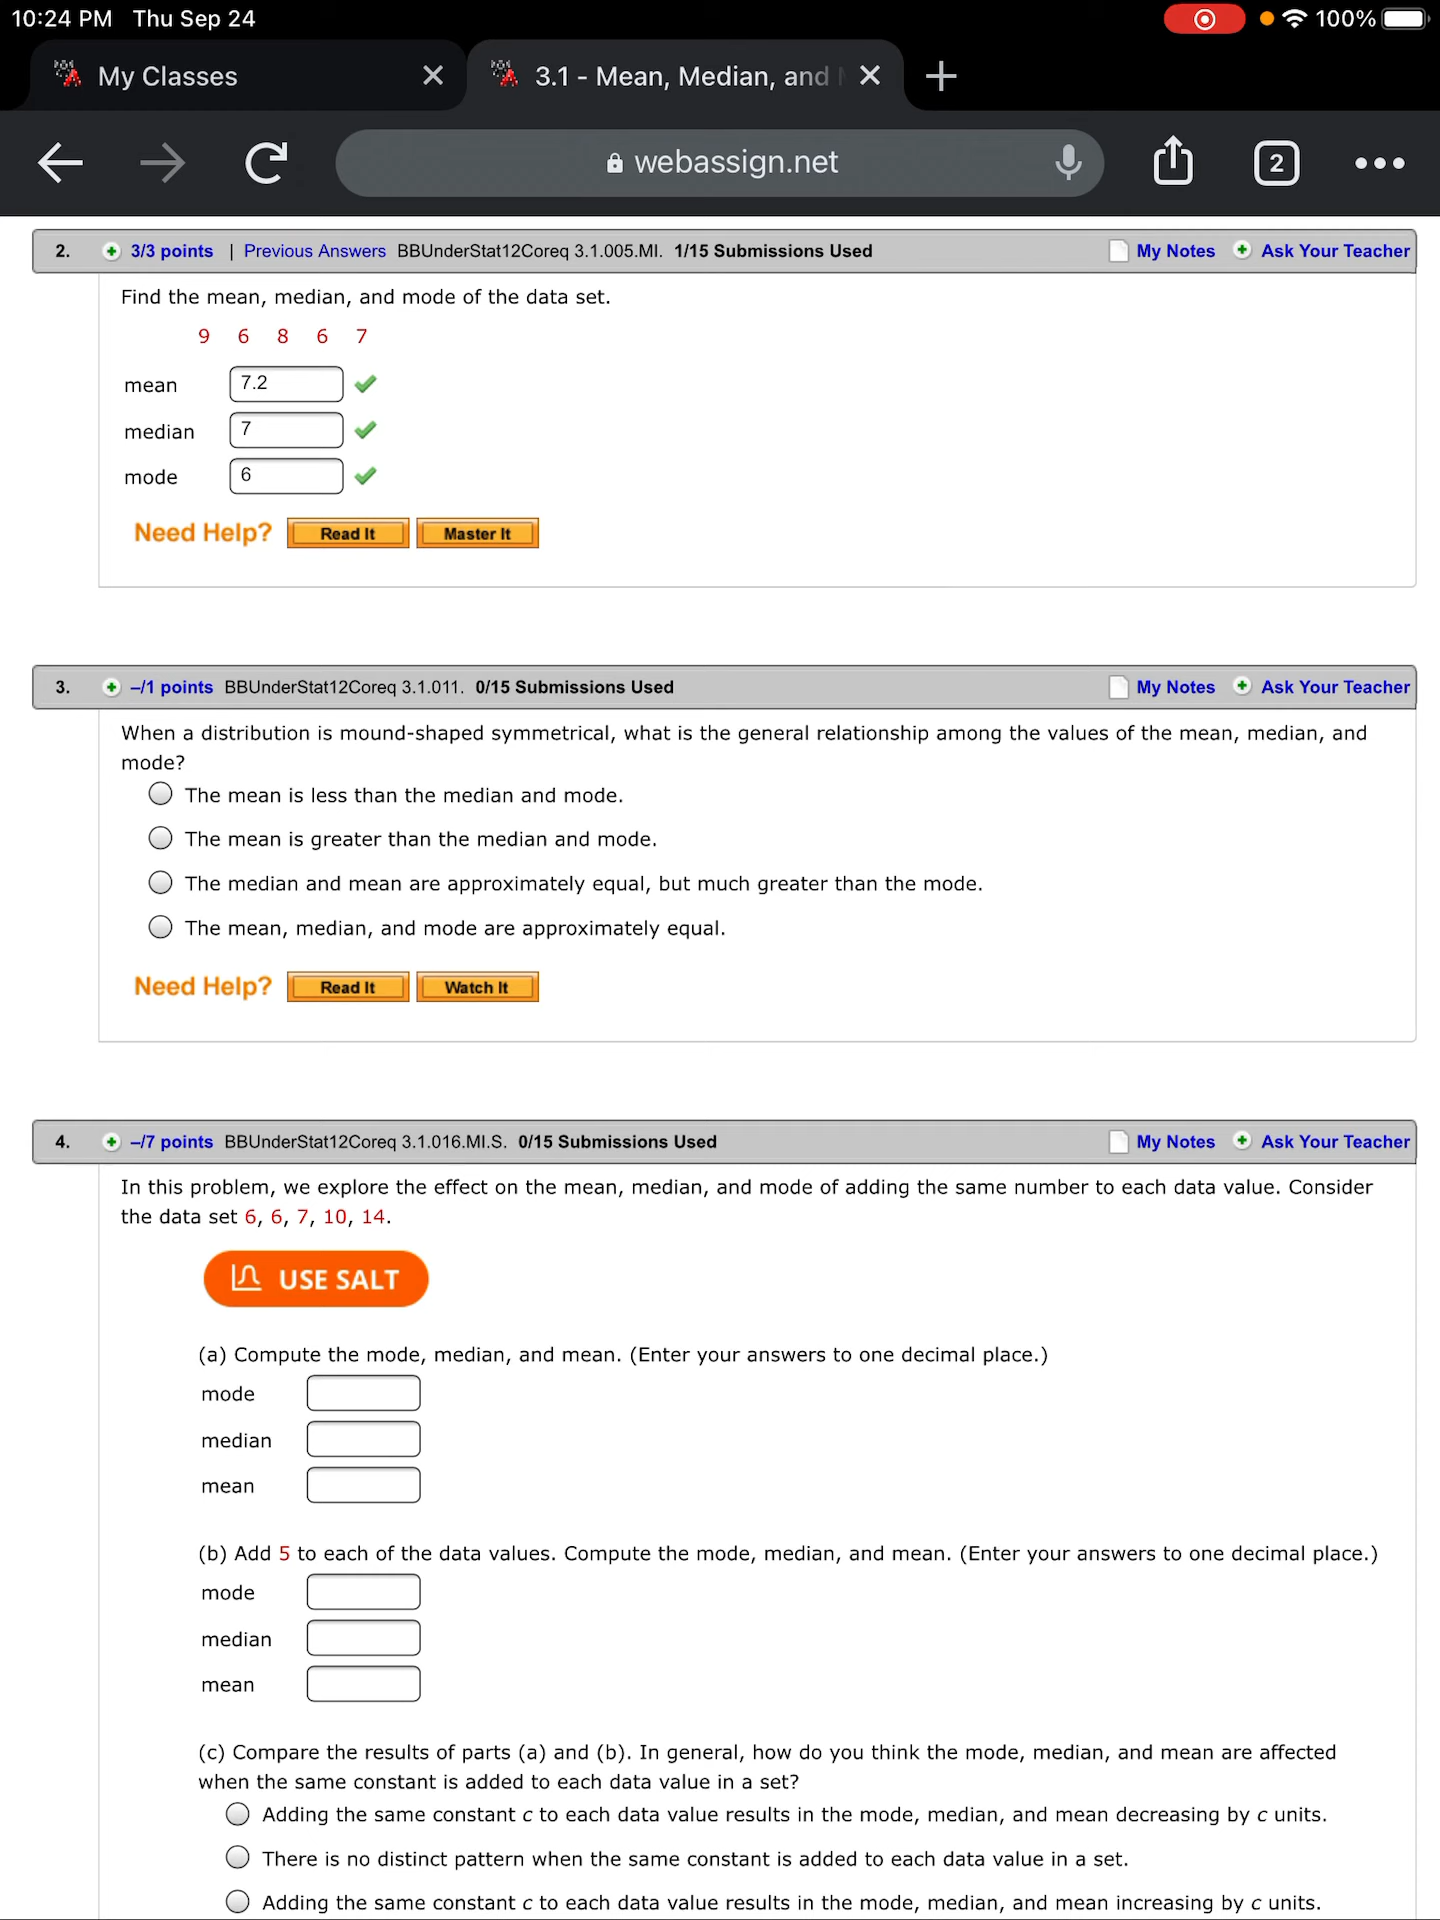 10:24 PM Thu Sep 24 100%
My Classes 3.1 - Mean, Median, and
webassign.net 2
2. 3/3 points | Previous Answers BBUnderStat12Coreq 3.1.005.MI. 1/15 Submissions Used My Notes Ask Your Teacher
Find the mean, median, and mode of the data set.
9 6 8 6 7
mean 7.2
median 7
mode 6
Need Help? Read It Master It
3. –/1 points BBUnderStat12Coreq 3.1.011. 0/15 Submissions Used My Notes Ask Your Teacher
When a distribution is mound-shaped symmetrical, what is the general relationship among the values of the mean, median, and
mode?
The mean is less than the median and mode.
The mean is greater than the median and mode.
The median and mean are approximately equal, but much greater than the mode.
The mean, median, and mode are approximately equal.
Need Help? Read It Watch It
4. –/7 points BBUnderStat12Coreq 3.1.016.MI.S. 0/15 Submissions Used My Notes Ask Your Teacher
In this problem, we explore the effect on the mean, median, and mode of adding the same number to each data value. Consider
the data set 6, 6, 7, 10, 14.
USE SALT
(a) Compute the mode, median, and mean. (Enter your answers to one decimal place.)
mode
median
mean
(b) Add 5 to each of the data values. Compute the mode, median, and mean. (Enter your answers to one decimal place.)
mode
median
mean
(c) Compare the results of parts (a) and (b). In general, how do you think the mode, median, and mean are affected
when the same constant is added to each data value in a set?
Adding the same constant c to each data value results in the mode, median, and mean decreasing by c units.
There is no distinct pattern when the same constant is added to each data value in a set.
Adding the same constant c to each data value results in the mode, median, and mean increasing by c units.